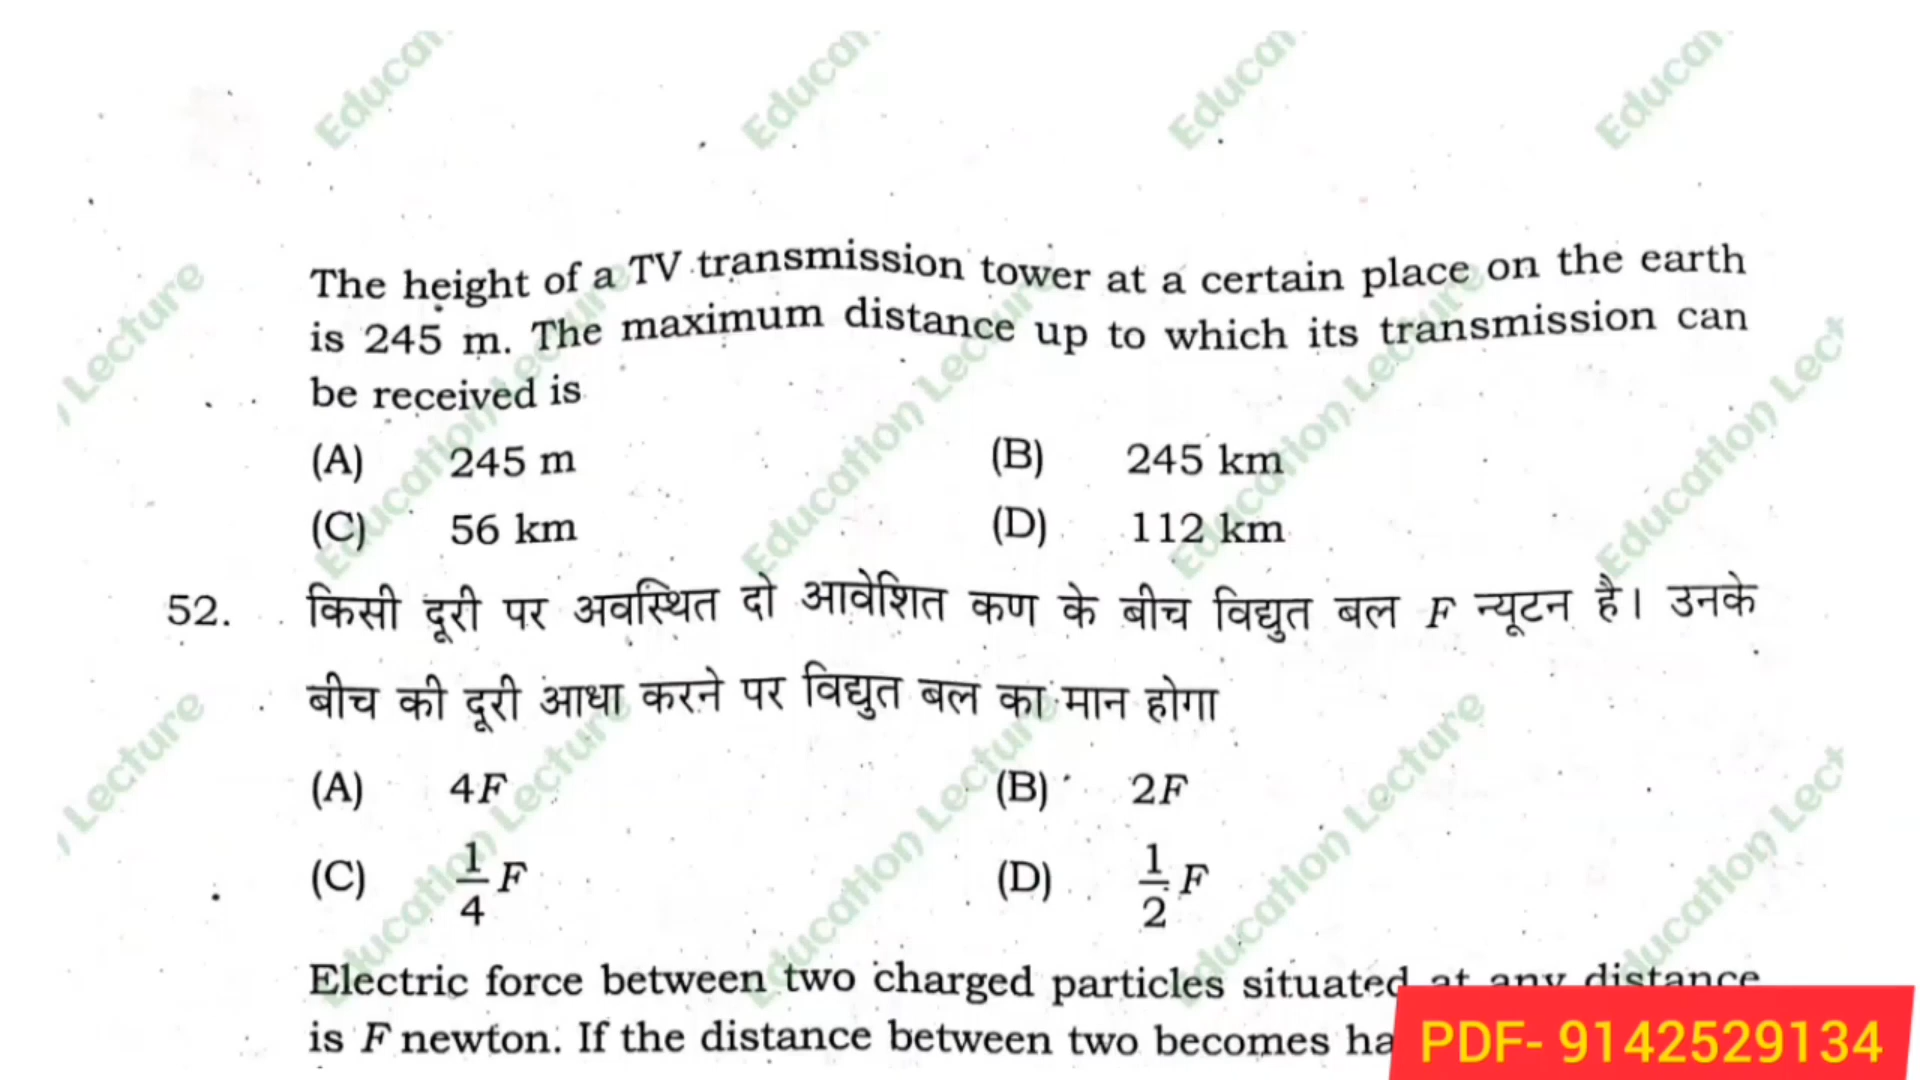 The height of a TV transmission tower at a certain place on the earth
is 245 m. The maximum distance up to which its transmission can
be received is
(A) 245 m (B) 245 km
(C) 56 km (D) 112 km
52. किसी दूरी पर अवस्थित दो आवेशित कण के बीच विद्युत बल F न्यूटन है। उनके
बीच की दूरी आधा करने पर विद्युत बल का मान होगा
(A) 4F (B) 2F
(C) 1/4 F (D) 1/2 F
Electric force between two charged particles situated at any distance
is F newton. If the distance between two becomes
PDF- 9142529134
Education Lecture